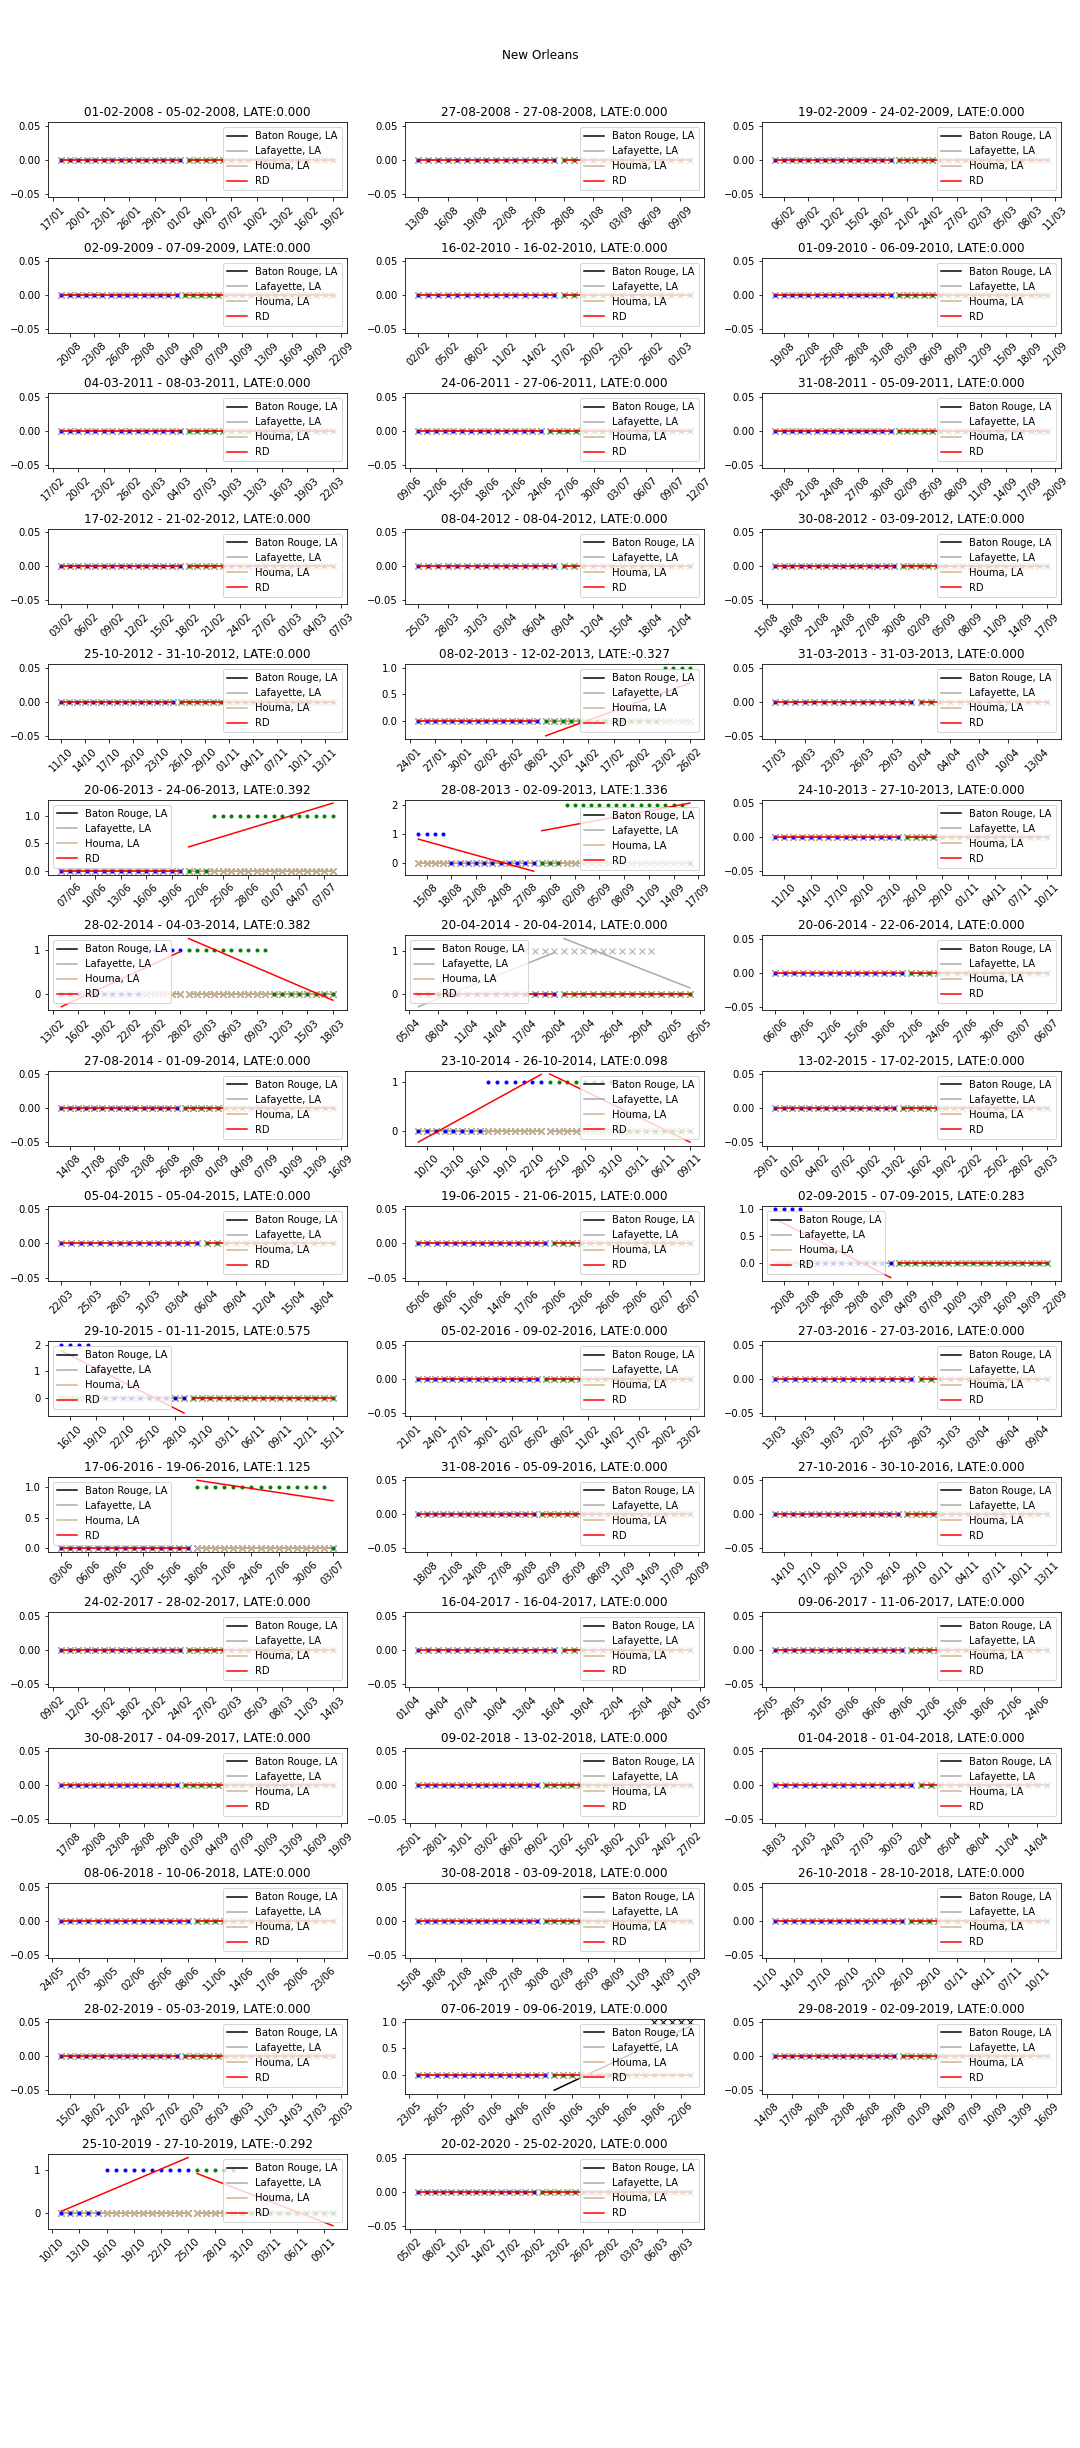 New Orleans
01-02-2008 - 05-02-2008, LATE:0.000
0.05
0.00
−0.05
Baton Rouge, LA
Lafayette, LA
Houma, LA
RD
17/01 20/01 23/01 26/01 29/01 01/02 04/02 07/02 10/02 13/02 16/02 19/02
27-08-2008 - 27-08-2008, LATE:0.000
Baton Rouge, LA
Lafayette, LA
Houma, LA
RD
13/08 16/08 19/08 22/08 25/08 28/08 31/08 03/09 06/09 09/09
19-02-2009 - 24-02-2009, LATE:0.000
0.05
0.00
−0.05
Baton Rouge, LA
Lafayette, LA
Houma, LA
RD
06/02 09/02 12/02 15/02 18/02 21/02 24/02 27/02 02/03 05/03 08/03 11/03
02-09-2009 - 07-09-2009, LATE:0.000
0.05
0.00
−0.05
Baton Rouge, LA
Lafayette, LA
Houma, LA
RD
20/08 23/08 26/08 29/08 01/09 04/09 07/09 10/09 13/09 16/09 19/09 22/09
16-02-2010 - 16-02-2010, LATE:0.000
0.05
0.00
−0.05
Baton Rouge, LA
Lafayette, LA
Houma, LA
RD
02/02 05/02 08/02 11/02 14/02 17/02 20/02 23/02 26/02 01/03
01-09-2010 - 06-09-2010, LATE:0.000
0.05
0.00
−0.05
Baton Rouge, LA
Lafayette, LA
Houma, LA
RD
19/08 22/08 25/08 28/08 31/08 03/09 06/09 09/09 12/09 15/09 18/09 21/09
04-03-2011 - 08-03-2011, LATE:0.000
0.05
0.00
−0.05
Baton Rouge, LA
Lafayette, LA
Houma, LA
RD
17/02 20/02 23/02 26/02 01/03 04/03 07/03 10/03 13/03 16/03 19/03 22/03
24-06-2011 - 27-06-2011, LATE:0.000
0.05
0.00
−0.05
Baton Rouge, LA
Lafayette, LA
Houma, LA
RD
09/06 12/06 15/06 18/06 21/06 24/06 27/06 30/06 03/07 06/07 09/07 12/07
31-08-2011 - 05-09-2011, LATE:0.000
0.05
0.00
−0.05
Baton Rouge, LA
Lafayette, LA
Houma, LA
RD
18/08 21/08 24/08 27/08 30/08 02/09 05/09 08/09 11/09 14/09 17/09 20/09
17-02-2012 - 21-02-2012, LATE:0.000
0.05
0.00
−0.05
Baton Rouge, LA
Lafayette, LA
Houma, LA
RD
03/02 06/02 09/02 12/02 15/02 18/02 21/02 24/02 27/02 01/03 04/03 07/03
08-04-2012 - 08-04-2012, LATE:0.000
0.05
0.00
−0.05
Baton Rouge, LA
Lafayette, LA
Houma, LA
RD
25/03 28/03 31/03 03/04 06/04 09/04 12/04 15/04 18/04 21/04
30-08-2012 - 03-09-2012, LATE:0.000
0.05
0.00
−0.05
Baton Rouge, LA
Lafayette, LA
Houma, LA
RD
15/08 18/08 21/08 24/08 27/08 30/08 02/09 05/09 08/09 11/09 14/09 17/09
25-10-2012 - 31-10-2012, LATE:0.000
0.05
0.00
−0.05
Baton Rouge, LA
Lafayette, LA
Houma, LA
RD
11/10 14/10 17/10 20/10 23/10 26/10 29/10 01/11 04/11 07/11 10/11 13/11
08-02-2013 - 12-02-2013, LATE:-0.327
1.0
0.5
0.0
Baton Rouge, LA
Lafayette, LA
Houma, LA
RD
24/01 27/01 30/01 02/02 05/02 08/02 11/02 14/02 17/02 20/02 23/02 26/02
31-03-2013 - 31-03-2013, LATE:0.000
0.05
0.00
−0.05
Baton Rouge, LA
Lafayette, LA
Houma, LA
RD
17/03 20/03 23/03 26/03 29/03 01/04 04/04 07/04 10/04 13/04
20-06-2013 - 24-06-2013, LATE:0.392
1.0
0.5
0.0
Baton Rouge, LA
Lafayette, LA
Houma, LA
RD
07/06 10/06 13/06 16/06 19/06 22/06 25/06 28/06 01/07 04/07 07/07
28-08-2013 - 02-09-2013, LATE:1.336
2
1
0
Baton Rouge, LA
Lafayette, LA
Houma, LA
RD
15/08 18/08 21/08 24/08 27/08 30/08 02/09 05/09 08/09 11/09 14/09 17/09
24-10-2013 - 27-10-2013, LATE:0.000
0.05
0.00
−0.05
Baton Rouge, LA
Lafayette, LA
Houma, LA
RD
11/10 14/10 17/10 20/10 23/10 26/10 29/10 01/11 04/11 07/11 10/11
28-02-2014 - 04-03-2014, LATE:0.382
1
0
Baton Rouge, LA
Lafayette, LA
Houma, LA
RD
13/02 16/02 19/02 22/02 25/02 28/02 03/03 06/03 09/03 12/03 15/03 18/03
20-04-2014 - 20-04-2014, LATE:0.000
1
0
Baton Rouge, LA
Lafayette, LA
Houma, LA
RD
05/04 08/04 11/04 14/04 17/04 20/04 23/04 26/04 29/04 02/05 05/05
20-06-2014 - 22-06-2014, LATE:0.000
0.05
0.00
−0.05
Baton Rouge, LA
Lafayette, LA
Houma, LA
RD
06/06 09/06 12/06 15/06 18/06 21/06 24/06 27/06 30/06 03/07 06/07
27-08-2014 - 01-09-2014, LATE:0.000
0.05
0.00
−0.05
Baton Rouge, LA
Lafayette, LA
Houma, LA
RD
14/08 17/08 20/08 23/08 26/08 29/08 01/09 04/09 07/09 10/09 13/09 16/09
23-10-2014 - 26-10-2014, LATE:0.098
1
0
Baton Rouge, LA
Lafayette, LA
Houma, LA
RD
10/10 13/10 16/10 19/10 22/10 25/10 28/10 31/10 03/11 06/11 09/11
13-02-2015 - 17-02-2015, LATE:0.000
0.05
0.00
−0.05
Baton Rouge, LA
Lafayette, LA
Houma, LA
RD
29/01 01/02 04/02 07/02 10/02 13/02 16/02 19/02 22/02 25/02 28/02 03/03
05-04-2015 - 05-04-2015, LATE:0.000
0.05
0.00
−0.05
Baton Rouge, LA
Lafayette, LA
Houma, LA
RD
22/03 25/03 28/03 31/03 03/04 06/04 09/04 12/04 15/04 18/04
19-06-2015 - 21-06-2015, LATE:0.000
0.05
0.00
−0.05
Baton Rouge, LA
Lafayette, LA
Houma, LA
RD
05/06 08/06 11/06 14/06 17/06 20/06 23/06 26/06 29/06 02/07 05/07
02-09-2015 - 07-09-2015, LATE:0.283
1.0
0.5
0.0
Baton Rouge, LA
Lafayette, LA
Houma, LA
RD
20/08 23/08 26/08 29/08 01/09 04/09 07/09 10/09 13/09 16/09 19/09 22/09
29-10-2015 - 01-11-2015, LATE:0.575
2
1
0
Baton Rouge, LA
Lafayette, LA
Houma, LA
RD
16/10 19/10 22/10 25/10 28/10 31/10 03/11 06/11 09/11 12/11 15/11
05-02-2016 - 09-02-2016, LATE:0.000
0.05
0.00
−0.05
Baton Rouge, LA
Lafayette, LA
Houma, LA
RD
21/01 24/01 27/01 30/01 02/02 05/02 08/02 11/02 14/02 17/02 20/02 23/02
27-03-2016 - 27-03-2016, LATE:0.000
0.05
0.00
−0.05
Baton Rouge, LA
Lafayette, LA
Houma, LA
RD
13/03 16/03 19/03 22/03 25/03 28/03 31/03 03/04 06/04 09/04
17-06-2016 - 19-06-2016, LATE:1.125
1.0
0.5
0.0
Baton Rouge, LA
Lafayette, LA
Houma, LA
RD
03/06 06/06 09/06 12/06 15/06 18/06 21/06 24/06 27/06 30/06 03/07
31-08-2016 - 05-09-2016, LATE:0.000
0.05
0.00
−0.05
Baton Rouge, LA
Lafayette, LA
Houma, LA
RD
18/08 21/08 24/08 27/08 30/08 02/09 05/09 08/09 11/09 14/09 17/09 20/09
27-10-2016 - 30-10-2016, LATE:0.000
0.05
0.00
−0.05
Baton Rouge, LA
Lafayette, LA
Houma, LA
RD
14/10 17/10 20/10 23/10 26/10 29/10 01/11 04/11 07/11 10/11 13/11
24-02-2017 - 28-02-2017, LATE:0.000
0.05
0.00
−0.05
Baton Rouge, LA
Lafayette, LA
Houma, LA
RD
09/02 12/02 15/02 18/02 21/02 24/02 27/02 02/03 05/03 08/03 11/03 14/03
16-04-2017 - 16-04-2017, LATE:0.000
0.05
0.00
−0.05
Baton Rouge, LA
Lafayette, LA
Houma, LA
RD
01/04 04/04 07/04 10/04 13/04 16/04 19/04 22/04 25/04 28/04 01/05
09-06-2017 - 11-06-2017, LATE:0.000
0.05
0.00
−0.05
Baton Rouge, LA
Lafayette, LA
Houma, LA
RD
25/05 28/05 31/05 03/06 06/06 09/06 12/06 15/06 18/06 21/06 24/06
30-08-2017 - 04-09-2017, LATE:0.000
0.05
0.00
−0.05
Baton Rouge, LA
Lafayette, LA
Houma, LA
RD
17/08 20/08 23/08 26/08 29/08 01/09 04/09 07/09 10/09 13/09 16/09 19/09
09-02-2018 - 13-02-2018, LATE:0.000
0.05
0.00
−0.05
Baton Rouge, LA
Lafayette, LA
Houma, LA
RD
25/01 28/01 31/01 03/02 06/02 09/02 12/02 15/02 18/02 21/02 24/02 27/02
01-04-2018 - 01-04-2018, LATE:0.000
0.05
0.00
−0.05
Baton Rouge, LA
Lafayette, LA
Houma, LA
RD
18/03 21/03 24/03 27/03 30/03 02/04 05/04 08/04 11/04 14/04
08-06-2018 - 10-06-2018, LATE:0.000
0.05
0.00
−0.05
Baton Rouge, LA
Lafayette, LA
Houma, LA
RD
24/05 27/05 30/05 02/06 05/06 08/06 11/06 14/06 17/06 20/06 23/06
30-08-2018 - 03-09-2018, LATE:0.000
0.05
0.00
−0.05
Baton Rouge, LA
Lafayette, LA
Houma, LA
RD
15/08 18/08 21/08 24/08 27/08 30/08 02/09 05/09 08/09 11/09 14/09 17/09
26-10-2018 - 28-10-2018, LATE:0.000
0.05
0.00
−0.05
Baton Rouge, LA
Lafayette, LA
Houma, LA
RD
11/10 14/10 17/10 20/10 23/10 26/10 29/10 01/11 04/11 07/11 10/11
28-02-2019 - 05-03-2019, LATE:0.000
0.05
0.00
−0.05
Baton Rouge, LA
Lafayette, LA
Houma, LA
RD
15/02 18/02 21/02 24/02 27/02 02/03 05/03 08/03 11/03 14/03 17/03 20/03
07-06-2019 - 09-06-2019, LATE:0.000
1.0
0.5
0.0
Baton Rouge, LA
Lafayette, LA
Houma, LA
RD
23/05 26/05 29/05 01/06 04/06 07/06 10/06 13/06 16/06 19/06 22/06
29-08-2019 - 02-09-2019, LATE:0.000
0.05
0.00
−0.05
Baton Rouge, LA
Lafayette, LA
Houma, LA
RD
14/08 17/08 20/08 23/08 26/08 29/08 01/09 04/09 07/09 10/09 13/09 16/09
25-10-2019 - 27-10-2019, LATE:-0.292
1
0
Baton Rouge, LA
Lafayette, LA
Houma, LA
RD
10/10 13/10 16/10 19/10 22/10 25/10 28/10 31/10 03/11 06/11 09/11
20-02-2020 - 25-02-2020, LATE:0.000
0.05
0.00
−0.05
Baton Rouge, LA
Lafayette, LA
Houma, LA
RD
05/02 08/02 11/02 14/02 17/02 20/02 23/02 26/02 29/02 03/03 06/03 09/03